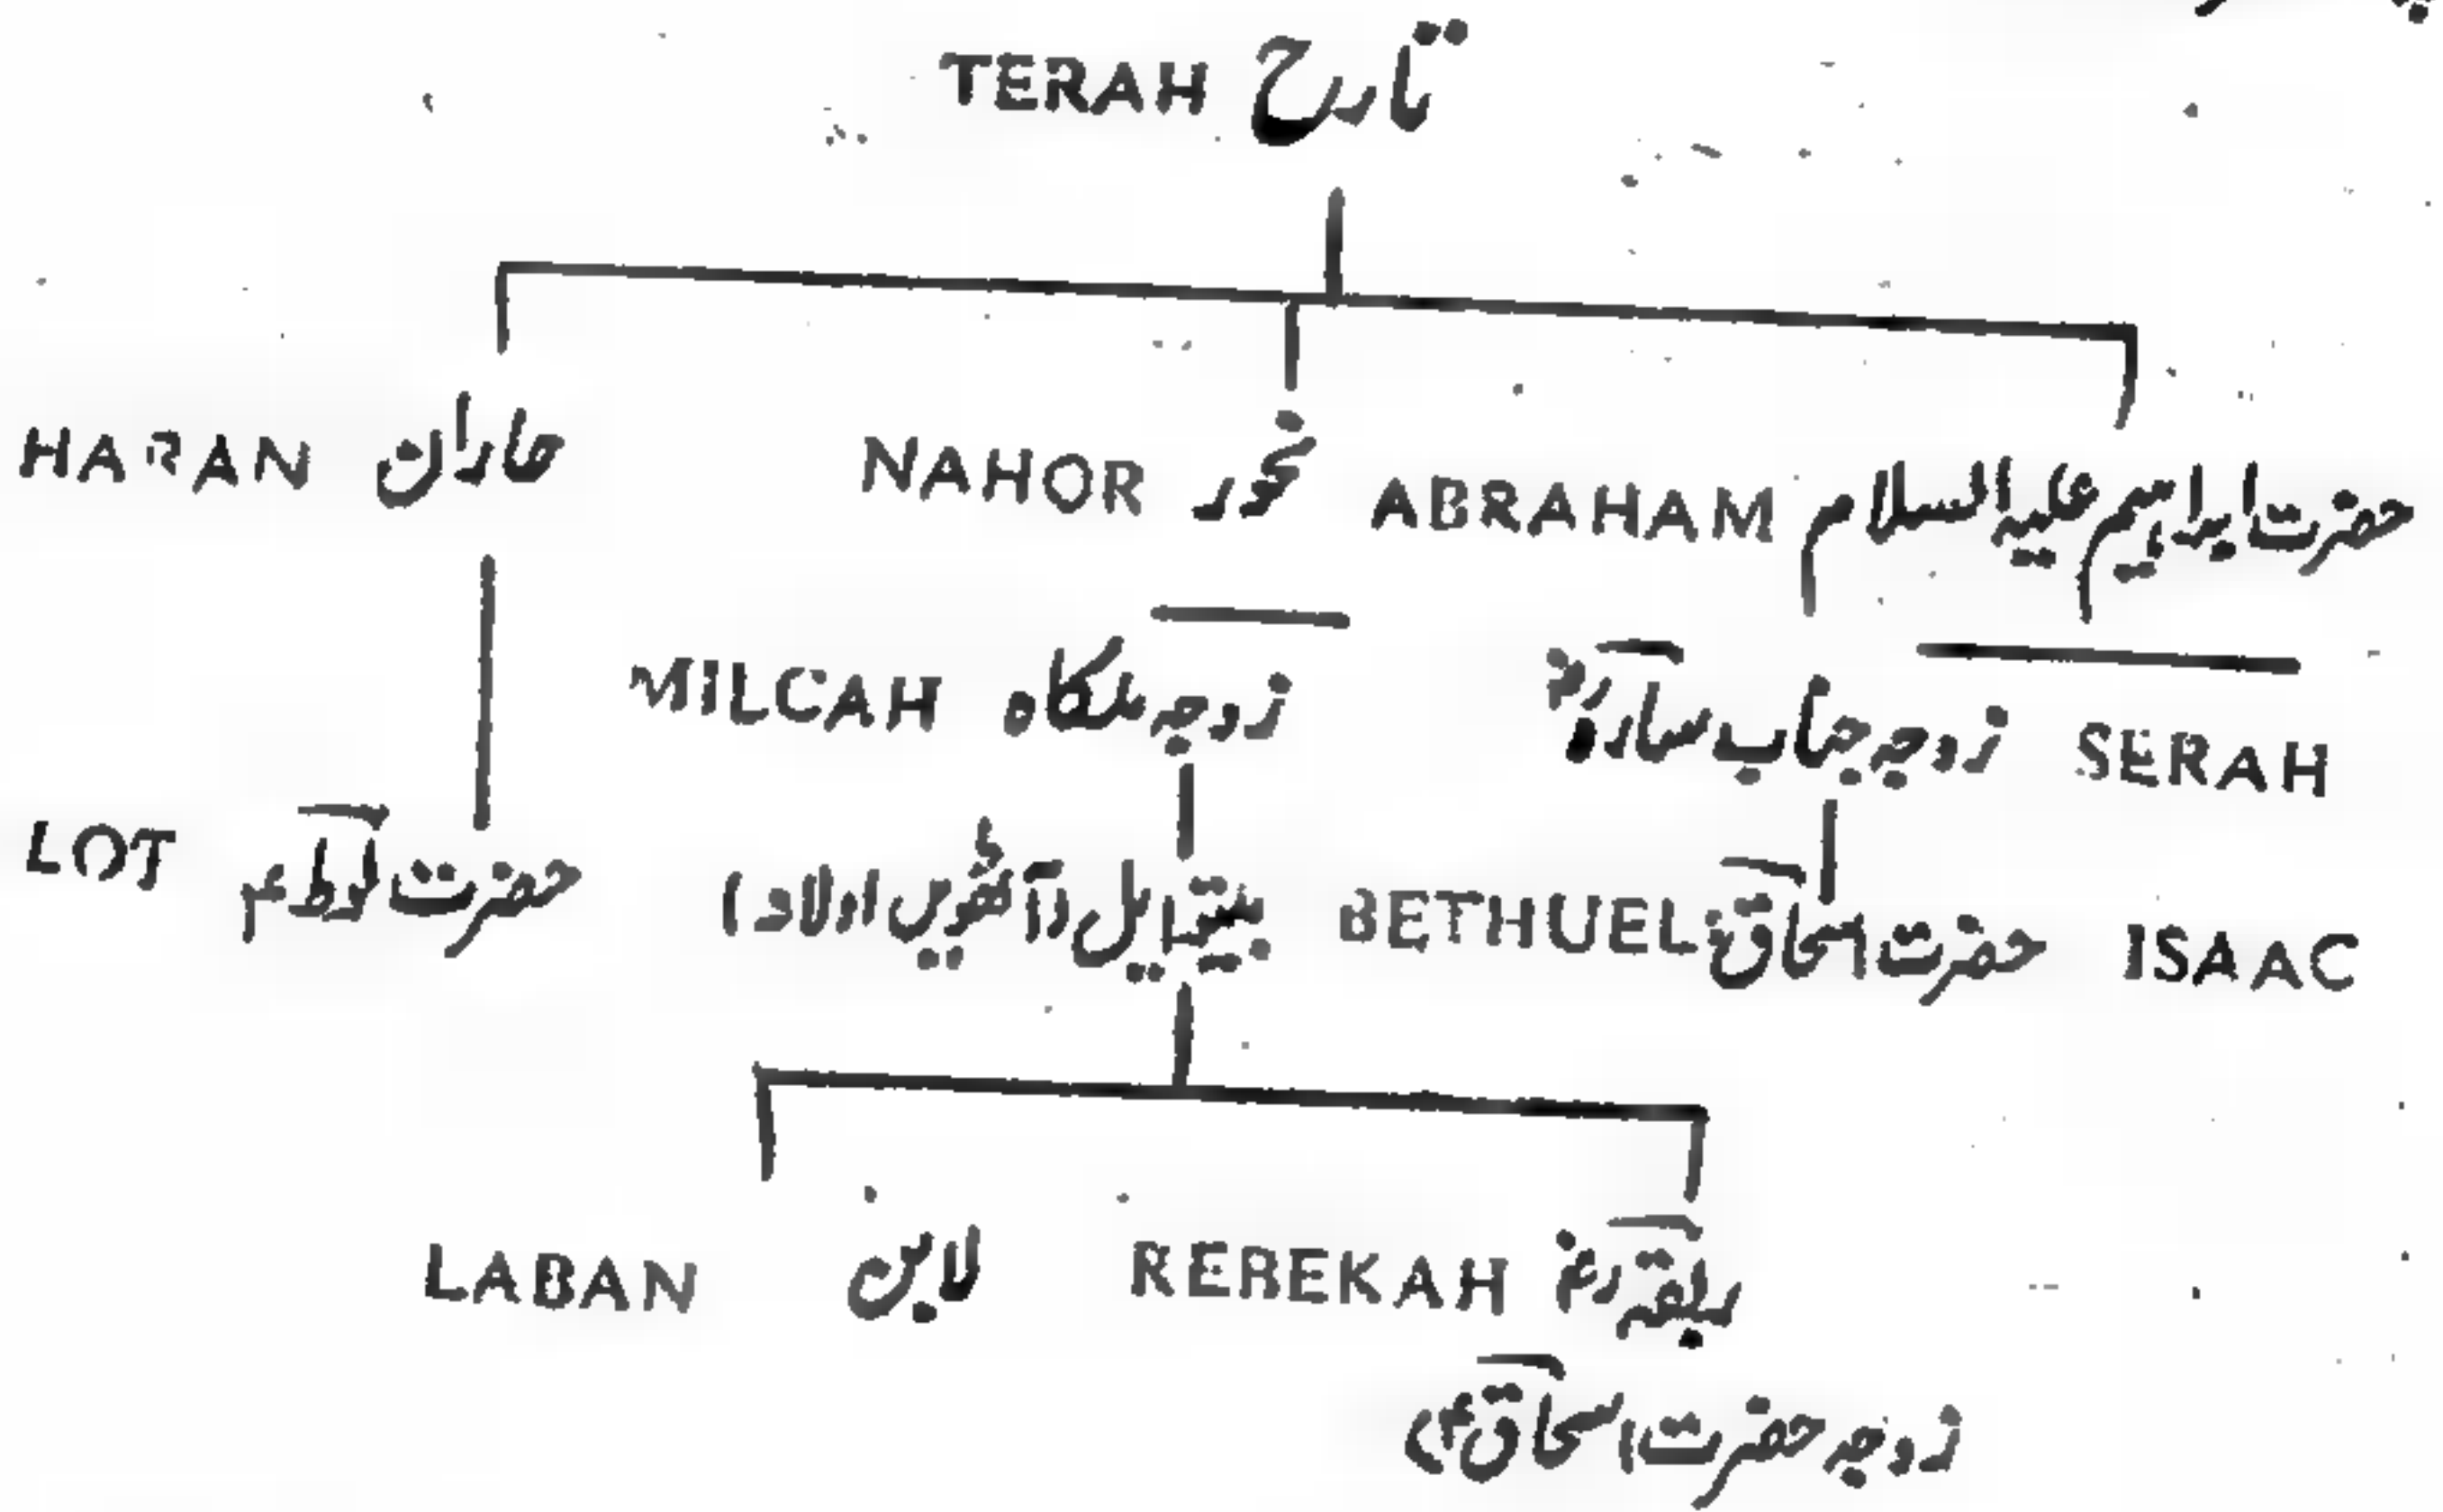 TERAH تارح
HARAN حاران NAHOR نحور ABRAHAM حضرت ابراہیم علیہ السلام
MILCAH زوجہ ملکاہ زوجہ جناب سارہؓ SERAH
LOT حضرت لوطؑ بیتھوایل (آٹھویں اولاد) BETHUEL حضرت اسحاقؑ ISAAC
LABAN لابن REBEKAH ربقہؓ
زوجہ حضرت اسحاقؑ)